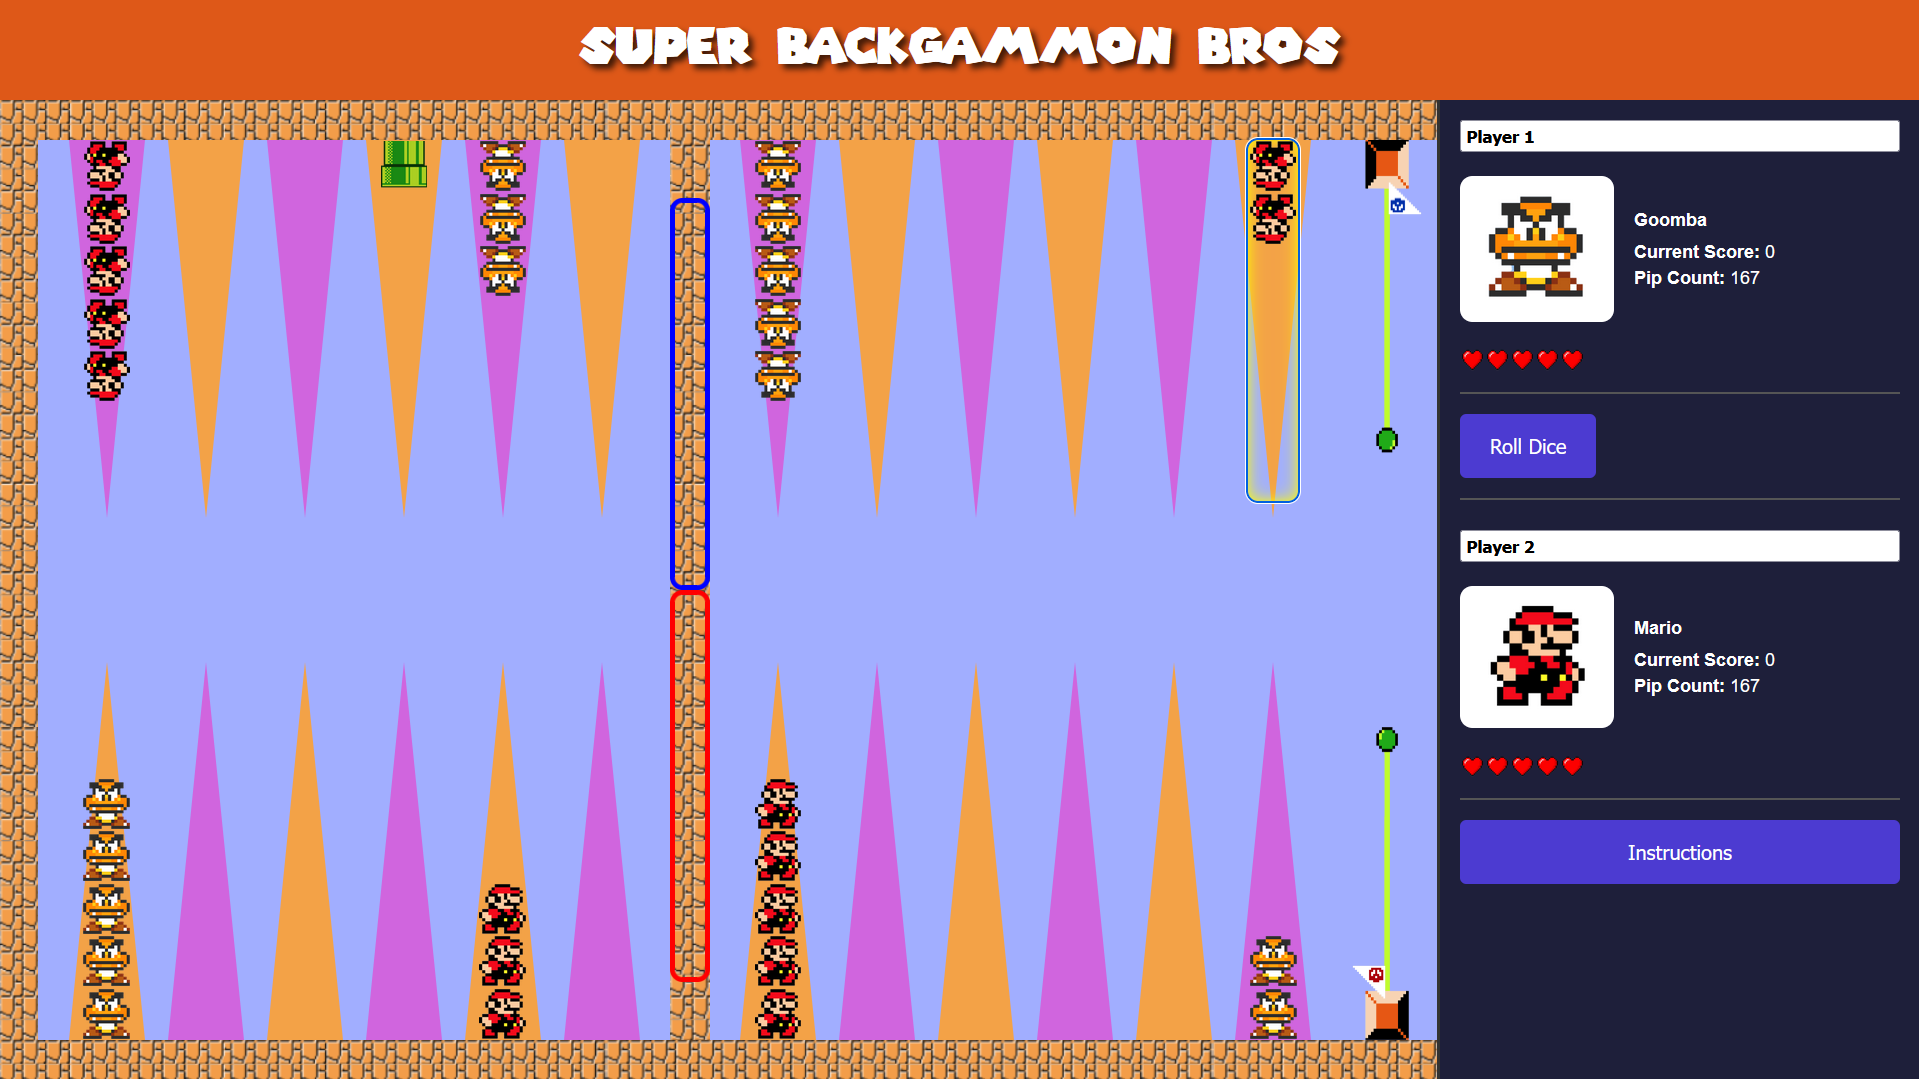 SUPER BACKGAMMON BROS
Player 1
Goomba
Current Score: 0
Pip Count: 167
Roll Dice
Player 2
Mario
Current Score: 0
Pip Count: 167
Instructions